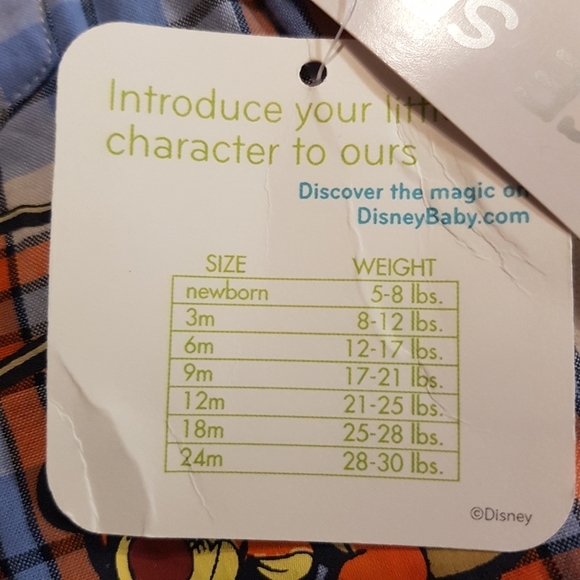 Introduce your little
character to ours
Discover the magic on
DisneyBaby.com
SIZE WEIGHT
newborn 5-8 lbs.
3m 8-12 lbs.
6m 12-17 lbs.
9m 17-21 lbs.
12m 21-25 lbs.
18m 25-28 lbs.
24m 28-30 lbs.
©Disney